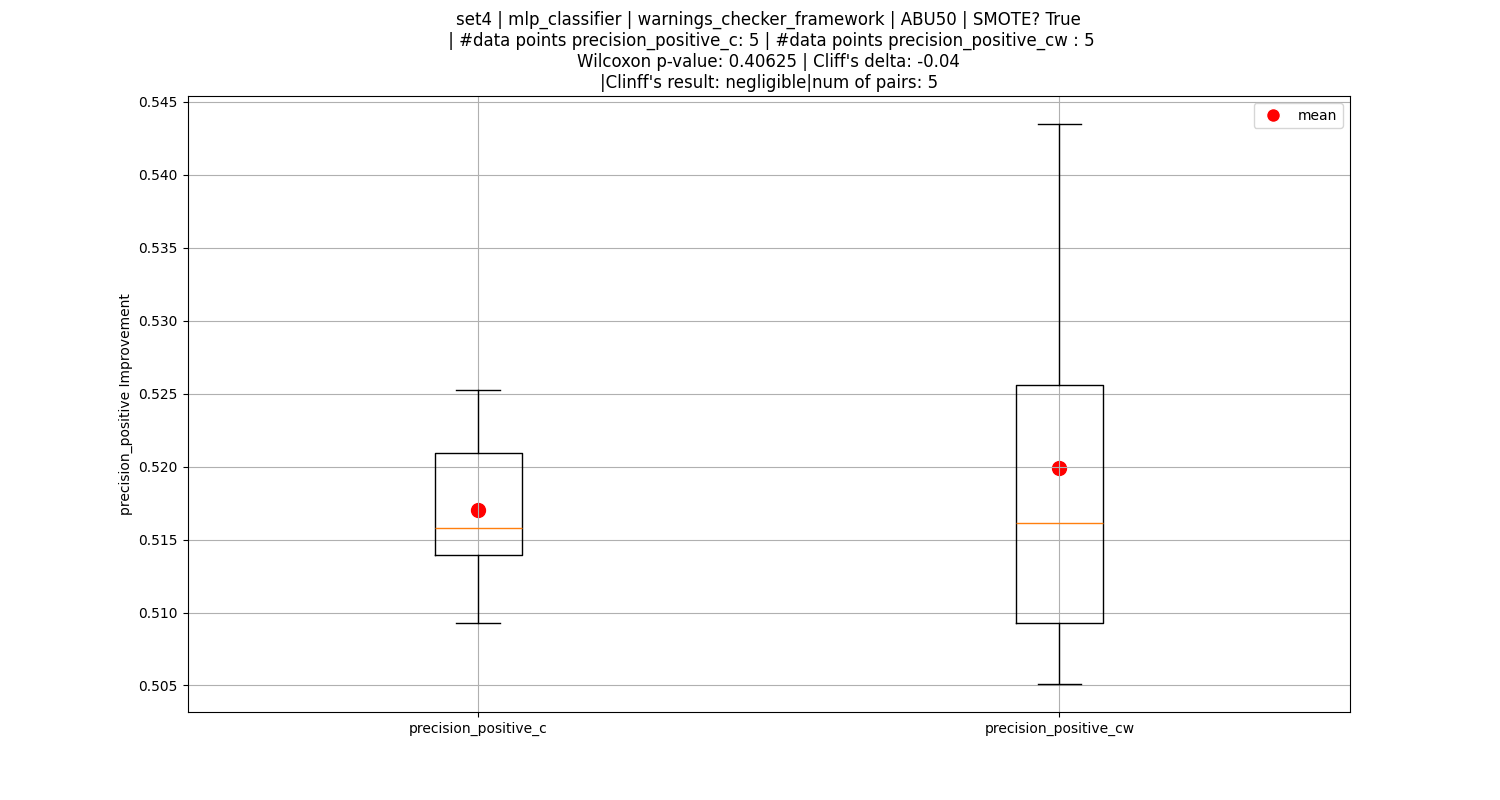 set4 | mlp_classifier | warnings_checker_framework | ABU50 | SMOTE? True
| #data points precision_positive_c: 5 | #data points precision_positive_cw : 5
Wilcoxon p-value: 0.40625 | Cliff's delta: -0.04
|Clinff's result: negligible|num of pairs: 5
mean
precision_positive Improvement
0.545
0.540
0.535
0.530
0.525
0.520
0.515
0.510
0.505
precision_positive_c
precision_positive_cw